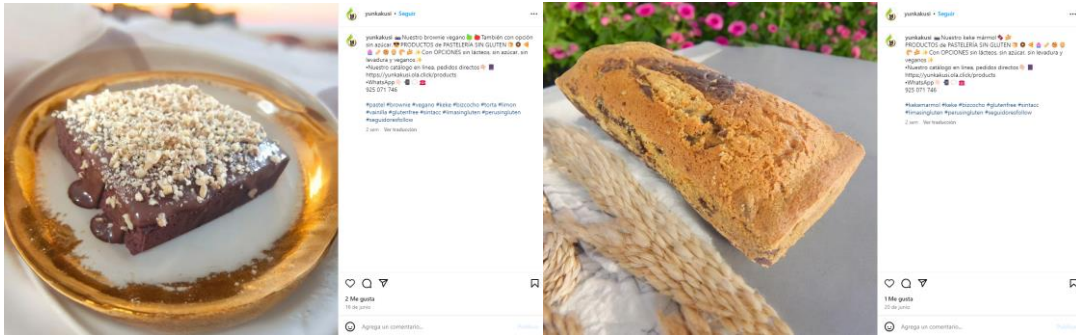 yunkakusi • Seguir
yunkakusi Nuestro brownie vegano También con opción
sin azúcar PRODUCTOS de PASTELERÍA SIN GLUTEN
Con OPCIONES sin lácteos, sin azúcar, sin
levadura y veganos
•Nuestro catálogo en línea, pedidos directos
https://yunkakusi.ola.click/products
•WhatsApp
925 071 746
#pastel #brownie #vegano #keke #bizcocho #torta #limon
#vainilla #glutenfree #sintacc #limasingluten #perusingluten
#seguidoresfollow
2 sem Ver traducción
2 Me gusta
Agrega un comentario...
yunkakusi • Seguir
yunkakusi Nuestro keke mármol
PRODUCTOS de PASTELERÍA SIN GLUTEN
Con OPCIONES sin lácteos, sin azúcar, sin
levadura y veganos
•Nuestro catálogo en línea, pedidos directos
https://yunkakusi.ola.click/products
•WhatsApp
925 071 746
#kekemarmol #keke #bizcocho #glutenfree #sintacc
#limasingluten #perusingluten #seguidoresfollow
2 sem Ver traducción
1 Me gusta
20 de junio
Agrega un comentario...